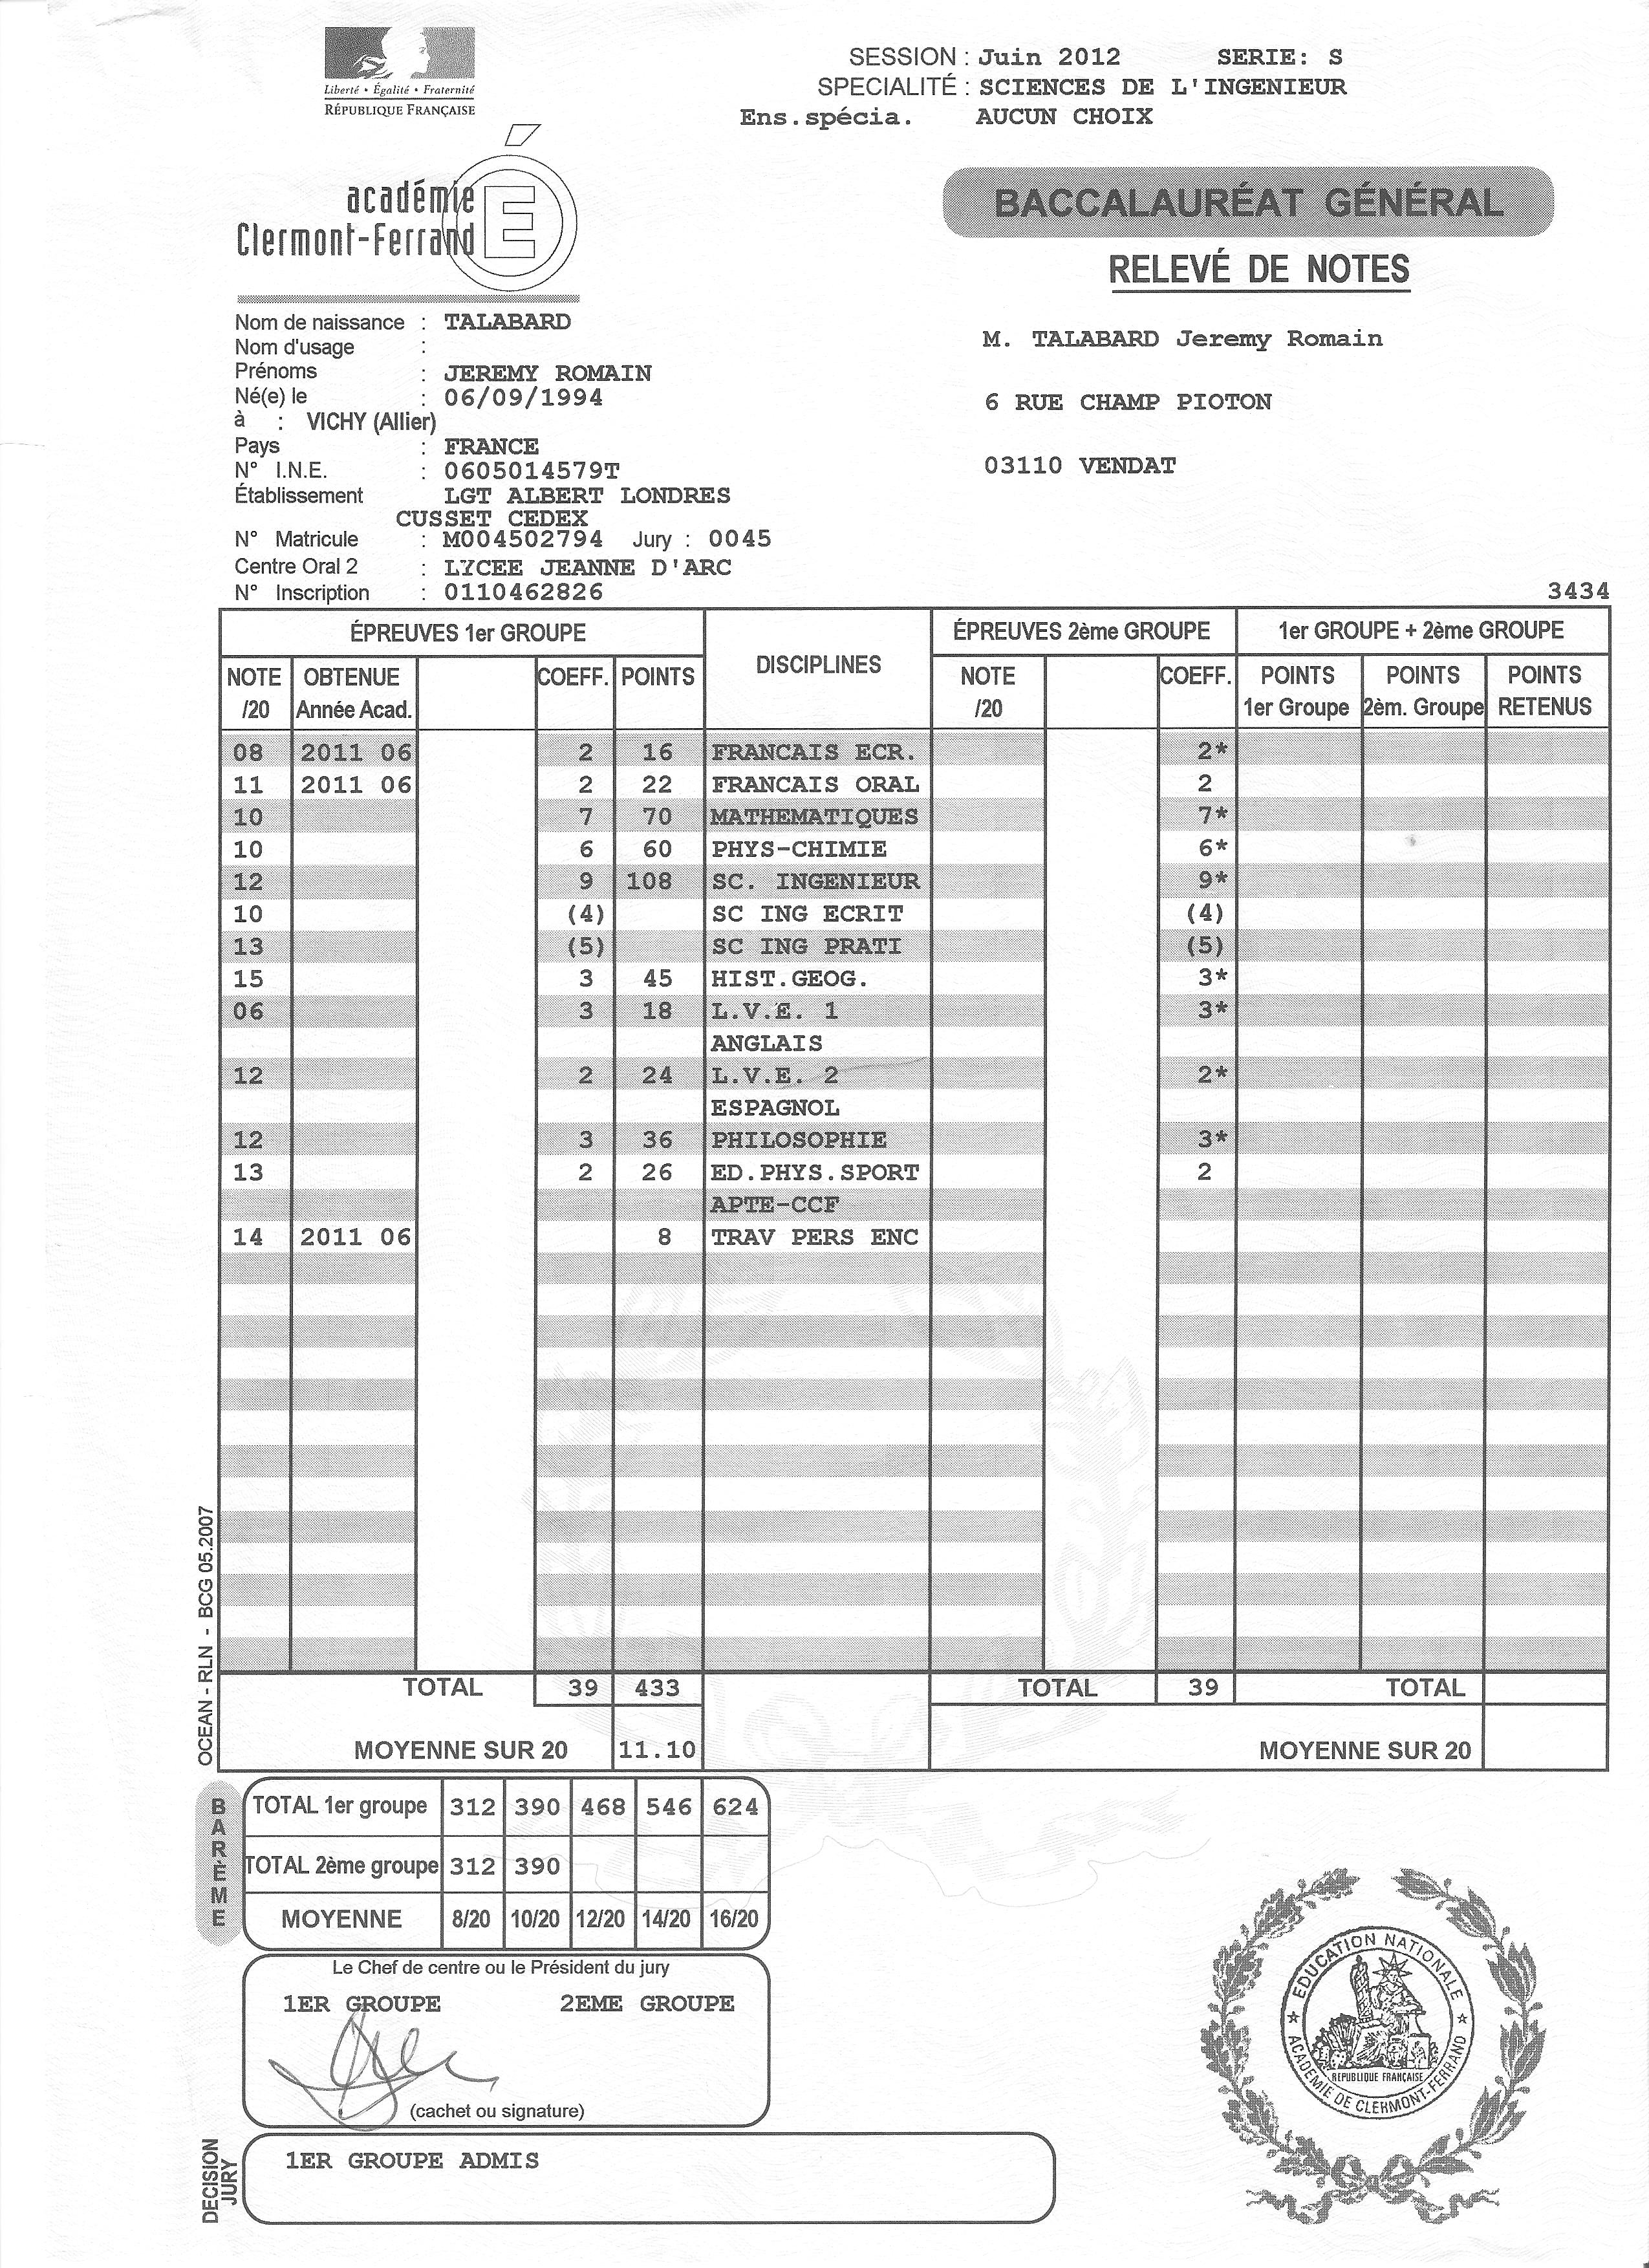 Liberté • Égalité • Fraternité
RÉPUBLIQUE FRANÇAISE
SESSION : Juin 2012 SERIE: S
SPECIALITÉ : SCIENCES DE L'INGENIEUR
Ens.spécia. AUCUN CHOIX
académie
Clermont-Ferrand
É
BACCALAURÉAT GÉNÉRAL
RELEVÉ DE NOTES
Nom de naissance : TALABARD
Nom d'usage :
Prénoms : JEREMY ROMAIN
Né(e) le : 06/09/1994
à : VICHY (Allier)
Pays : FRANCE
N° I.N.E. : 0605014579T
Établissement LGT ALBERT LONDRES
CUSSET CEDEX
N° Matricule : M004502794 Jury : 0045
Centre Oral 2 : LYCEE JEANNE D'ARC
N° Inscription : 0110462826
M. TALABARD Jeremy Romain
6 RUE CHAMP PIOTON
03110 VENDAT
3434
ÉPREUVES 1er GROUPE DISCIPLINES ÉPREUVES 2ème GROUPE 1er GROUPE + 2ème GROUPE
NOTE OBTENUE COEFF. POINTS NOTE COEFF. POINTS POINTS POINTS
/20 Année Acad. /20 1er Groupe 2èm. Groupe RETENUS
08 2011 06 2 16 FRANCAIS ECR. 2*
11 2011 06 2 22 FRANCAIS ORAL 2
10 7 70 MATHEMATIQUES 7*
10 6 60 PHYS-CHIMIE 6*
12 9 108 SC. INGENIEUR 9*
10 (4) SC ING ECRIT (4)
13 (5) SC ING PRATI (5)
15 3 45 HIST.GEOG. 3*
06 3 18 L.V.E. 1 3*
ANGLAIS
12 2 24 L.V.E. 2 2*
ESPAGNOL
12 3 36 PHILOSOPHIE 3*
13 2 26 ED.PHYS.SPORT 2
APTE-CCF
14 2011 06 8 TRAV PERS ENC
TOTAL 39 433 TOTAL 39 TOTAL
MOYENNE SUR 20 11.10 MOYENNE SUR 20
OCEAN - RLN - BCG 05.2007
BARÈME
TOTAL 1er groupe 312 390 468 546 624
TOTAL 2ème groupe 312 390
MOYENNE 8/20 10/20 12/20 14/20 16/20
Le Chef de centre ou le Président du jury
1ER GROUPE 2EME GROUPE
(cachet ou signature)
DECISION
JURY
1ER GROUPE ADMIS
EDUCATION NATIONALE
REPUBLIQUE FRANCAISE
ACADEMIE DE CLERMONT-FERRAND